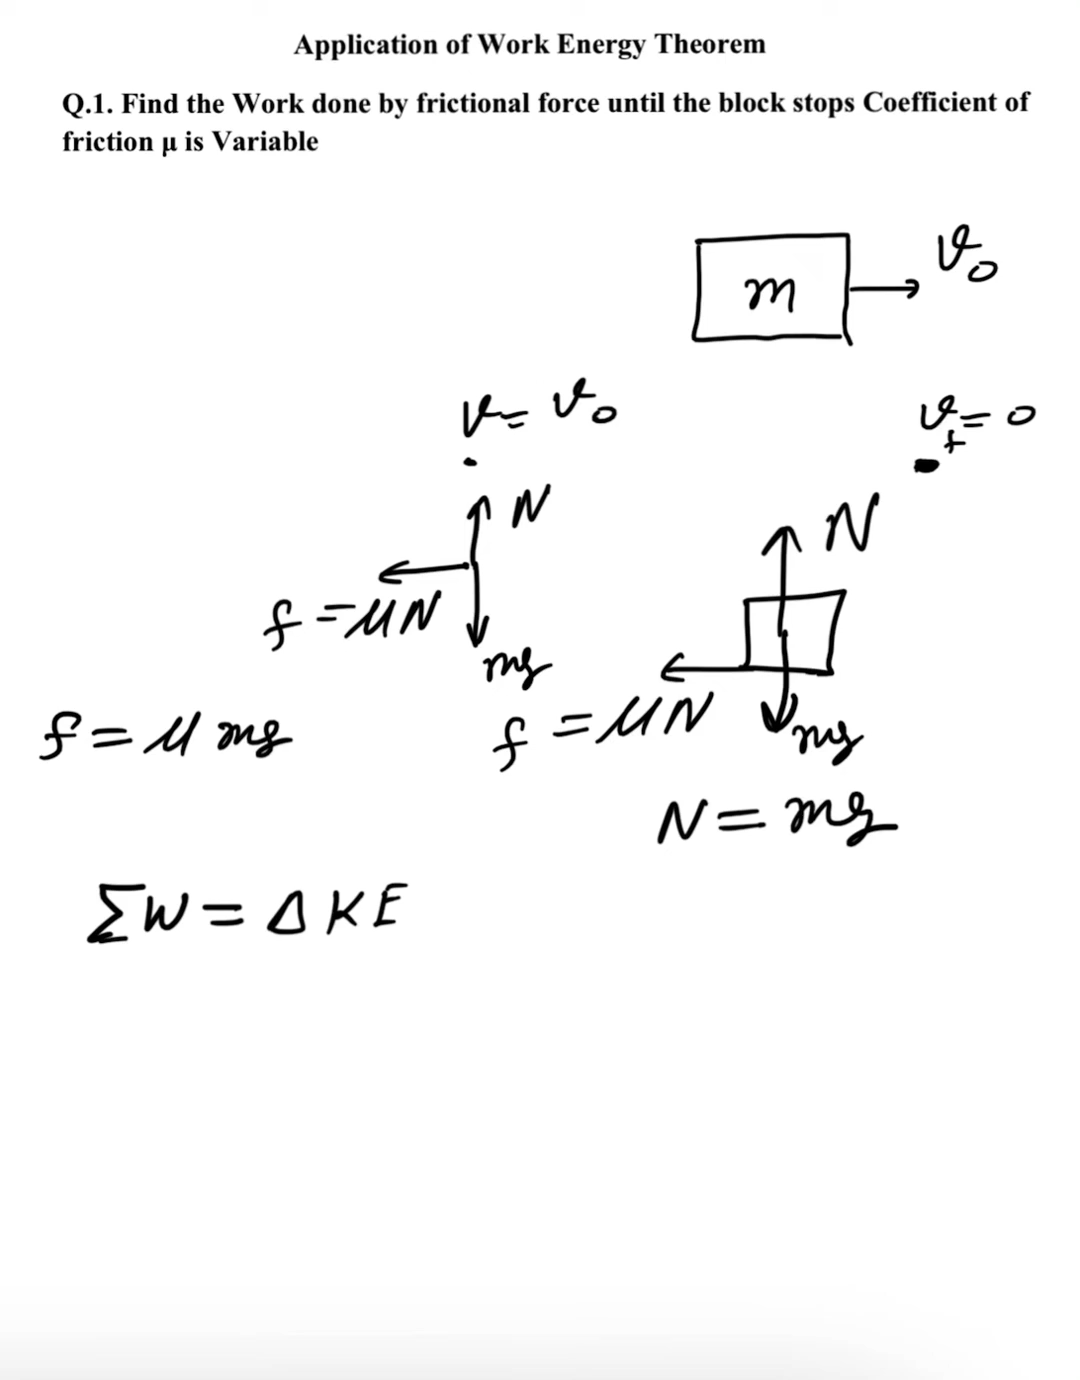 Application of Work Energy Theorem
Q.1. Find the Work done by frictional force until the block stops Coefficient of
friction μ is Variable
m
v₀
v = v₀
v_f = 0
N
N
f = μN
mg
f = μ mg
f = μN
mg
N = mg
ΣW = Δ KE